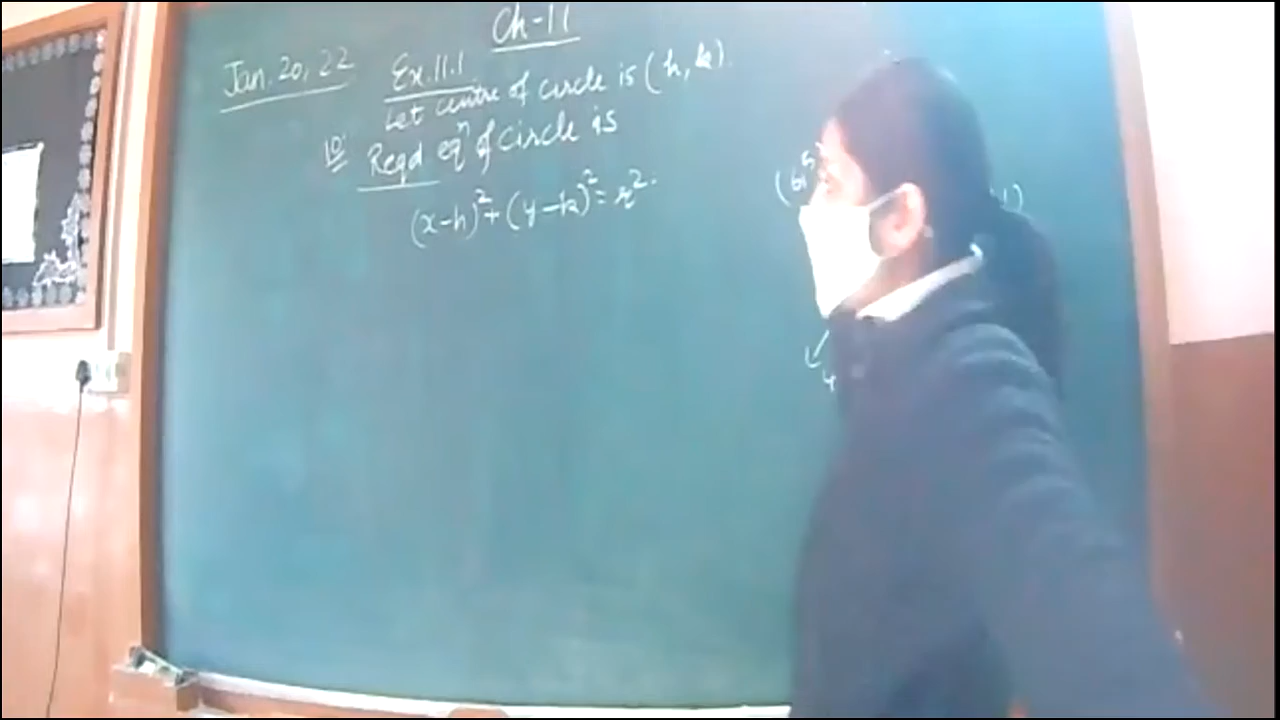 Ch-11
Jan. 20, 22
Ex.11.1
Let centre of circle is (h, k).
10.
Reqd eqⁿ of circle is
(x-h)²+(y-k)²=r².
4